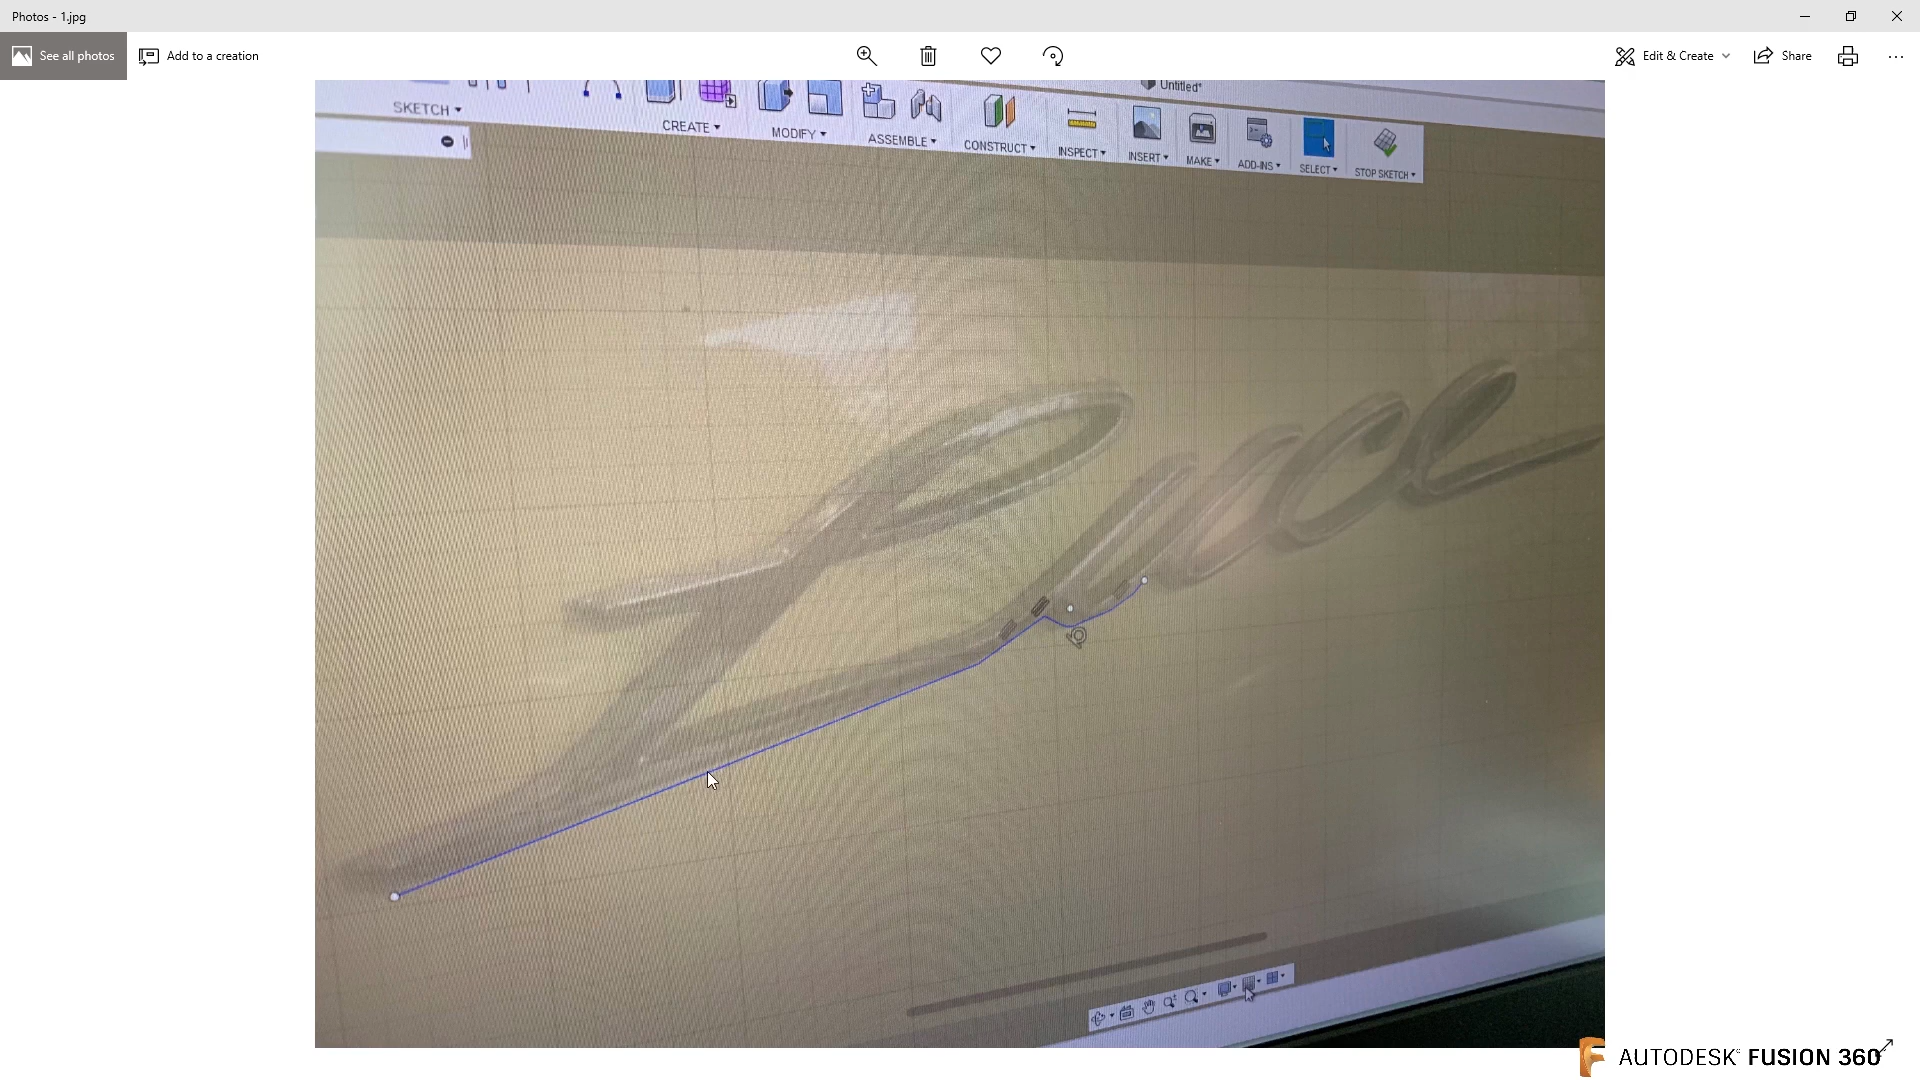 Photos - 1.jpg
See all photos
Add to a creation
Edit & Create
Share
Untitled*
SKETCH
CREATE
MODIFY
ASSEMBLE
CONSTRUCT
INSPECT
INSERT
MAKE
ADD-INS
SELECT
STOP SKETCH
AUTODESK FUSION 360